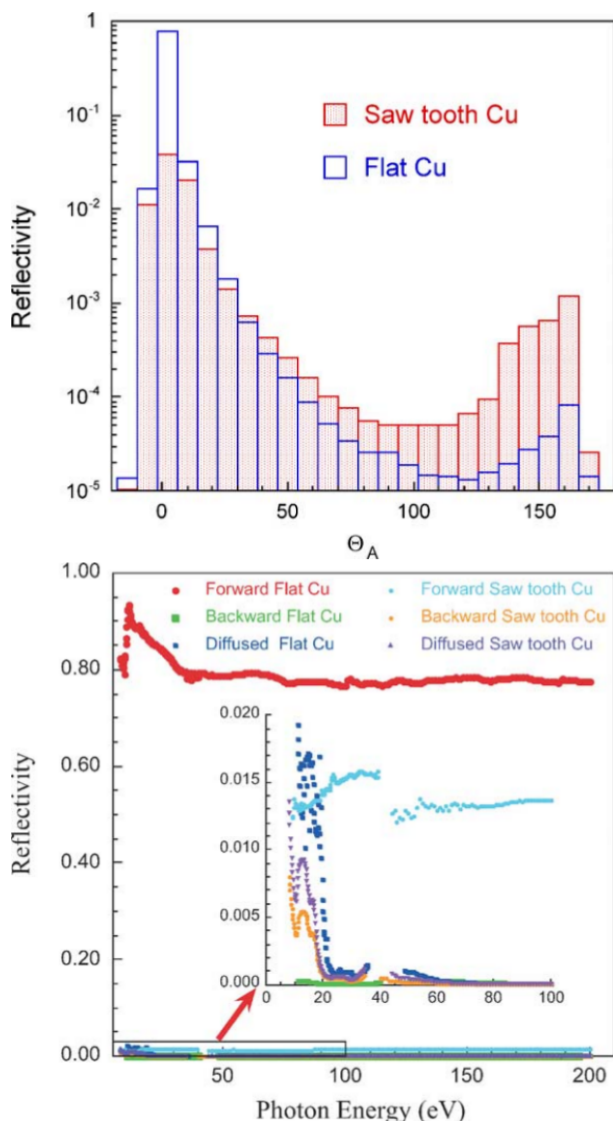 1
10⁻¹
10⁻²
10⁻³
10⁻⁴
10⁻⁵
Reflectivity
Saw tooth Cu
Flat Cu
0 50 100 150
Θ_A
1.00
0.80
0.60
0.40
0.20
0.00
Reflectivity
Forward Flat Cu Forward Saw tooth Cu
Backward Flat Cu Backward Saw tooth Cu
Diffused Flat Cu Diffused Saw tooth Cu
0.020
0.015
0.010
0.005
0.000
0 20 40 60 80 100
50 100 150 200
Photon Energy (eV)